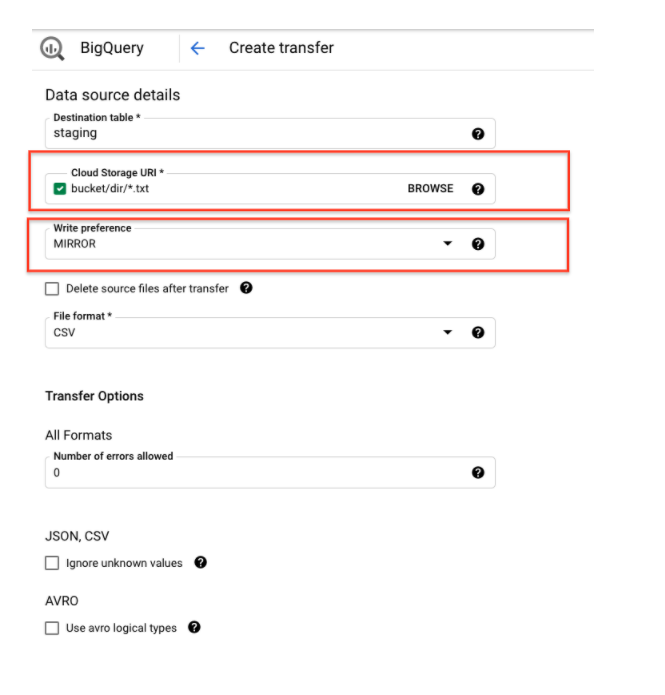 BigQuery Create transfer
Data source details
Destination table *
staging
Cloud Storage URI *
bucket/dir/*.txt BROWSE
Write preference
MIRROR
Delete source files after transfer
File format *
CSV
Transfer Options
All Formats
Number of errors allowed
0
JSON, CSV
Ignore unknown values
AVRO
Use avro logical types